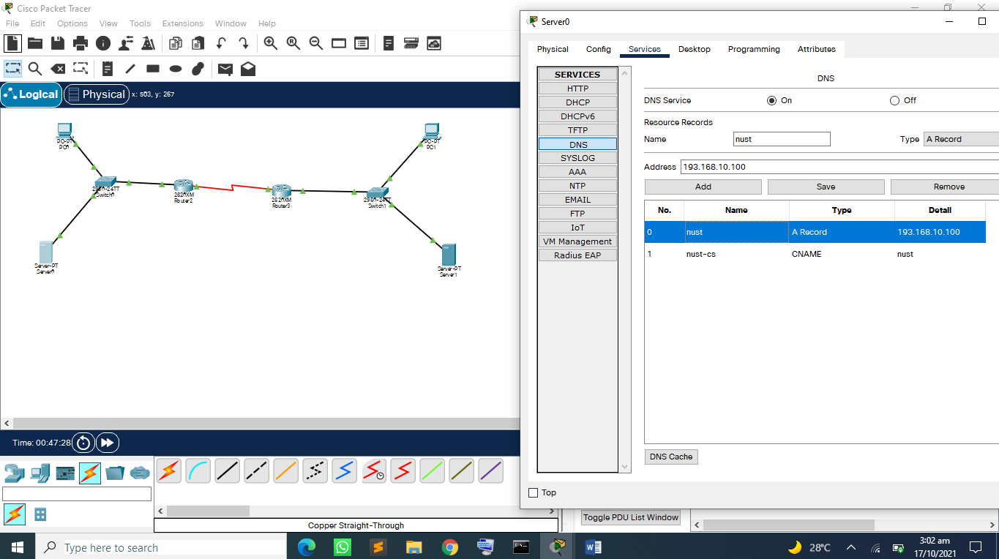 Cisco Packet Tracer
File Edit Options View Tools Extensions Window Help
Logical Physical x: 503, y: 267
PC-PT
PC0
PC-PT
PC1
2960-24TT
Switch0
2620XM
Router2
2620XM
Router3
2960-24TT
Switch1
Server-PT
Server0
Server-PT
Server1
Time: 00:47:28
Copper Straight-Through
Server0
Physical Config Services Desktop Programming Attributes
SERVICES
HTTP
DHCP
DHCPv6
TFTP
DNS
SYSLOG
AAA
NTP
EMAIL
FTP
IoT
VM Management
Radius EAP
DNS
DNS Service On Off
Resource Records
Name nust Type A Record
Address 193.168.10.100
Add Save Remove
No. Name Type Detail
0 nust A Record 193.168.10.100
1 nust-cs CNAME nust
DNS Cache
Top
Toggle PDU List Window
Type here to search
28°C
3:02 am
17/10/2021